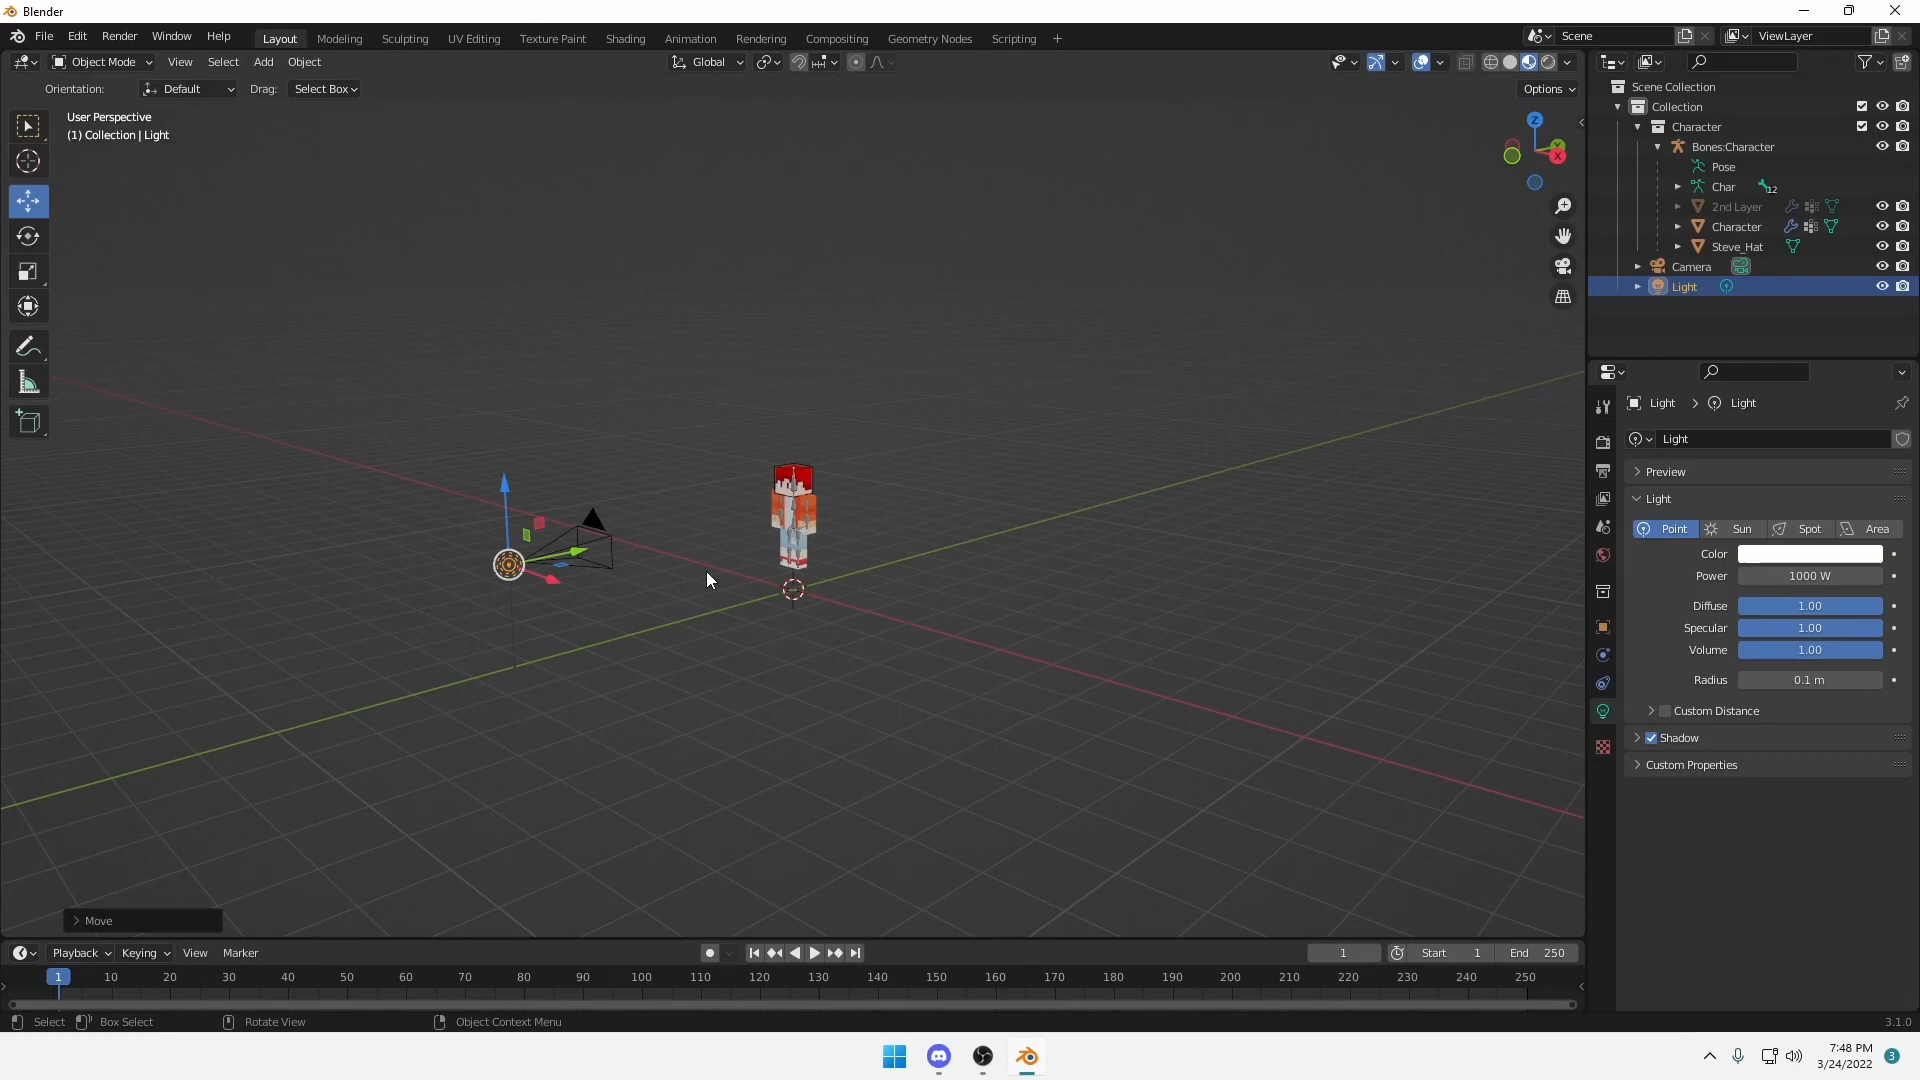 Blender
File Edit Render Window Help
Layout Modeling Sculpting UV Editing Texture Paint Shading Animation Rendering Compositing Geometry Nodes Scripting +
Scene
ViewLayer
Object Mode View Select Add Object
Global
Orientation: Default Drag: Select Box
Options
User Perspective
(1) Collection | Light
Z
Y
X
Move
Scene Collection
Collection
Character
Bones:Character
Pose
Char 12
2nd Layer
Character
Steve_Hat
Camera
Light
Light > Light
Light
Preview
Light
Point Sun Spot Area
Color
Power 1000 W
Diffuse 1.00
Specular 1.00
Volume 1.00
Radius 0.1 m
Custom Distance
Shadow
Custom Properties
Playback Keying View Marker
1 Start 1 End 250
1 10 20 30 40 50 60 70 80 90 100 110 120 130 140 150 160 170 180 190 200 210 220 230 240 250
Select Box Select Rotate View Object Context Menu
3.1.0
7:48 PM
3/24/2022
3